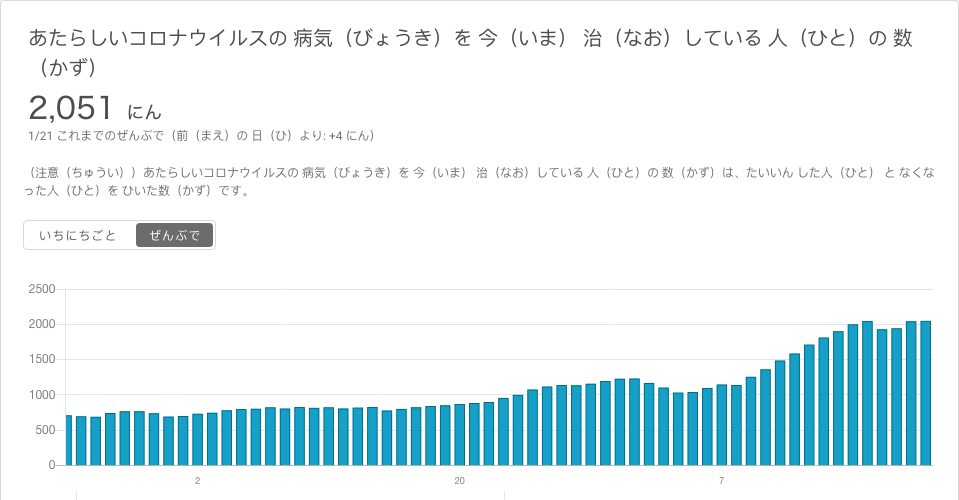 あたらしいコロナウイルスの 病気（びょうき）を 今（いま） 治（なお）している 人（ひと）の 数
（かず）
2,051 にん
1/21 これまでのぜんぶで（前（まえ）の 日（ひ）より: +4 にん）
（注意（ちゅうい））あたらしいコロナウイルスの 病気（びょうき）を 今（いま） 治（なお）している 人（ひと）の 数（かず）は、たいいん した人（ひと） と なくな
った人（ひと）を ひいた数（かず）です。
いちにちごと ぜんぶで
2500
2000
1500
1000
500
0
2 20 7